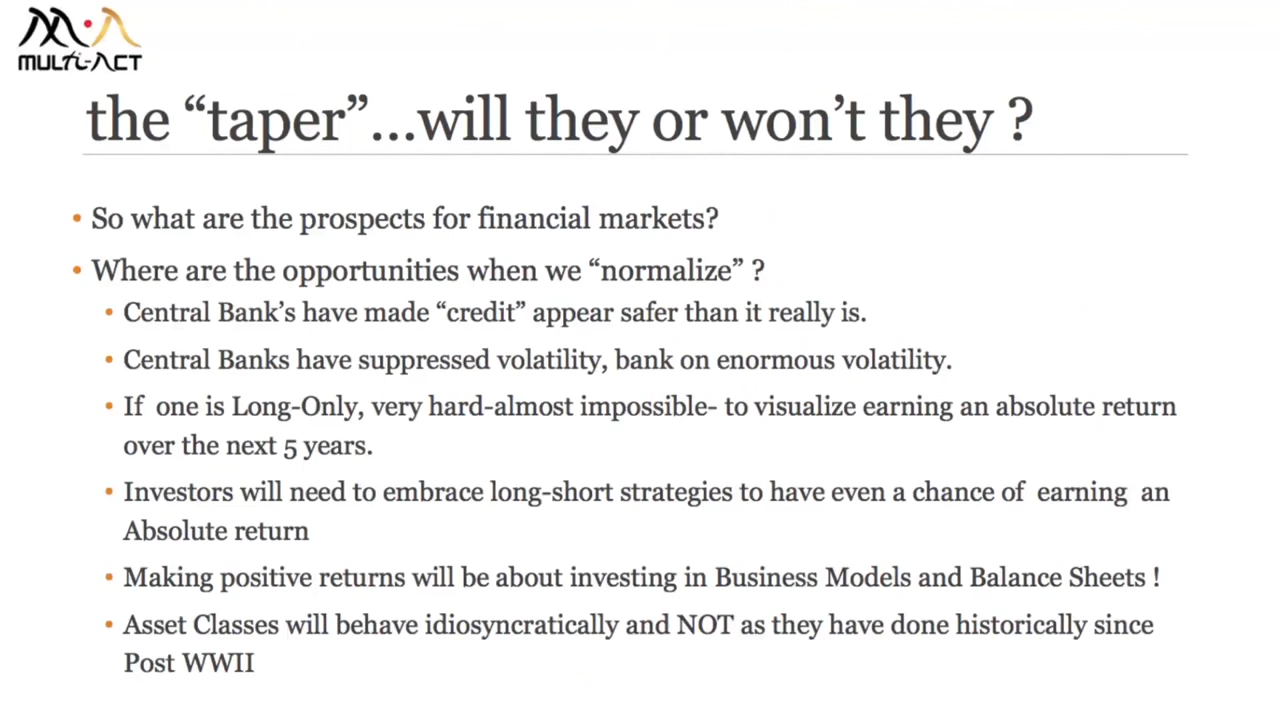 MULTI-ACT
the “taper”...will they or won’t they ?
• So what are the prospects for financial markets?
• Where are the opportunities when we “normalize” ?
• Central Bank’s have made “credit” appear safer than it really is.
• Central Banks have suppressed volatility, bank on enormous volatility.
• If one is Long-Only, very hard-almost impossible- to visualize earning an absolute return
over the next 5 years.
• Investors will need to embrace long-short strategies to have even a chance of earning an
Absolute return
• Making positive returns will be about investing in Business Models and Balance Sheets !
• Asset Classes will behave idiosyncratically and NOT as they have done historically since
Post WWII